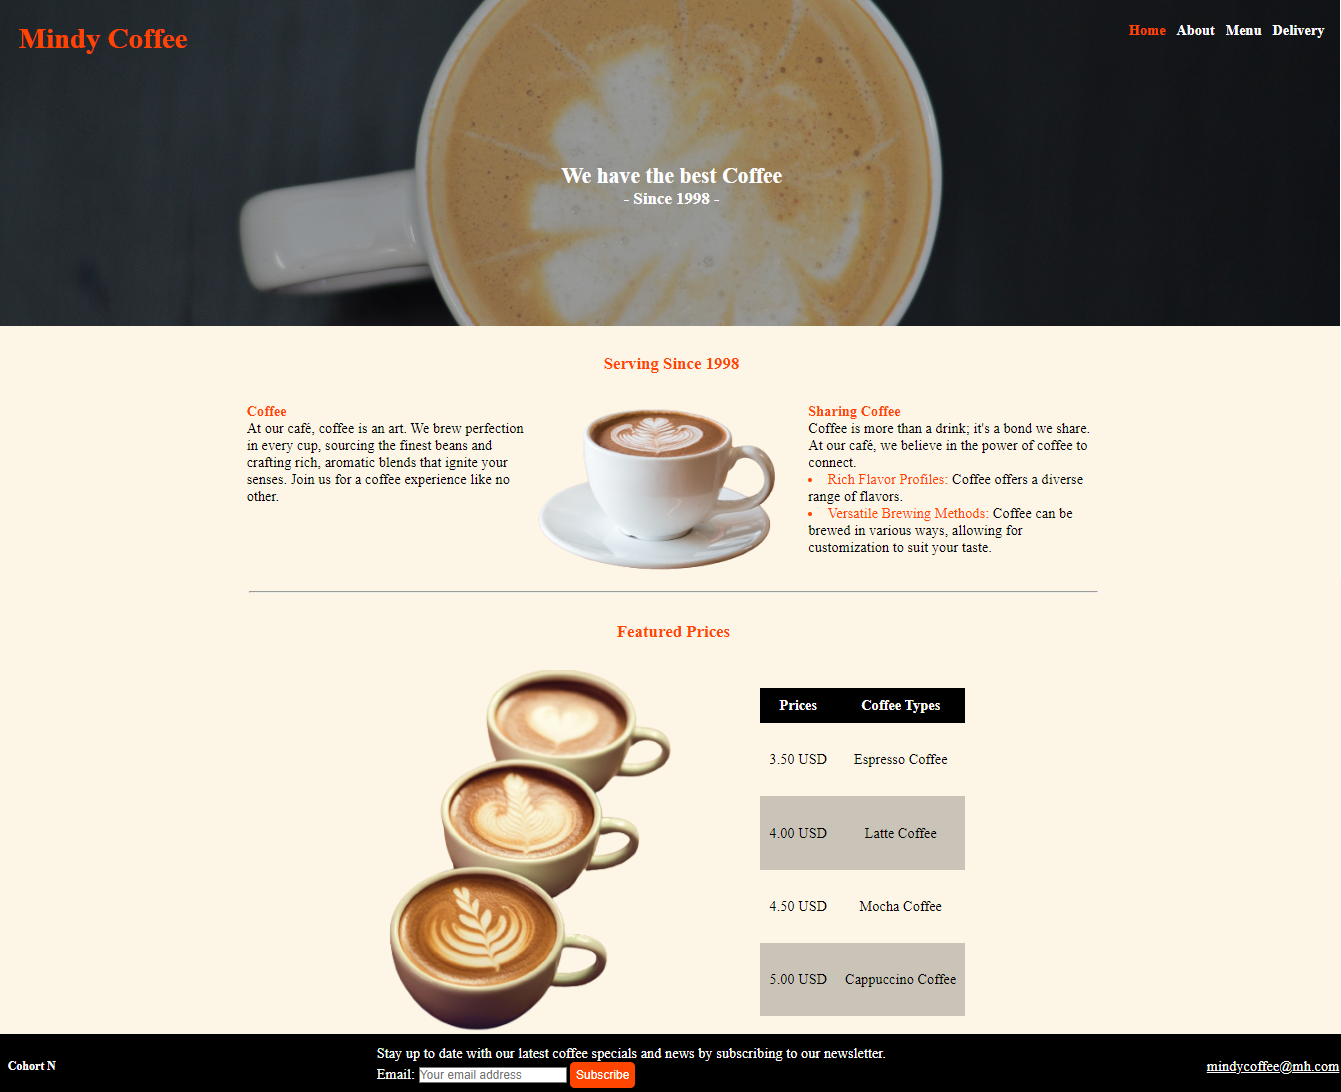 Mindy Coffee
Home About Menu Delivery
We have the best Coffee
- Since 1998 -
Serving Since 1998
Coffee
At our café, coffee is an art. We brew perfection
in every cup, sourcing the finest beans and
crafting rich, aromatic blends that ignite your
senses. Join us for a coffee experience like no
other.
Sharing Coffee
Coffee is more than a drink; it's a bond we share.
At our café, we believe in the power of coffee to
connect.
• Rich Flavor Profiles: Coffee offers a diverse
range of flavors.
• Versatile Brewing Methods: Coffee can be
brewed in various ways, allowing for
customization to suit your taste.
Featured Prices
Prices Coffee Types
3.50 USD Espresso Coffee
4.00 USD Latte Coffee
4.50 USD Mocha Coffee
5.00 USD Cappuccino Coffee
Cohort N
Stay up to date with our latest coffee specials and news by subscribing to our newsletter.
Email: Your email address Subscribe
mindycoffee@mh.com